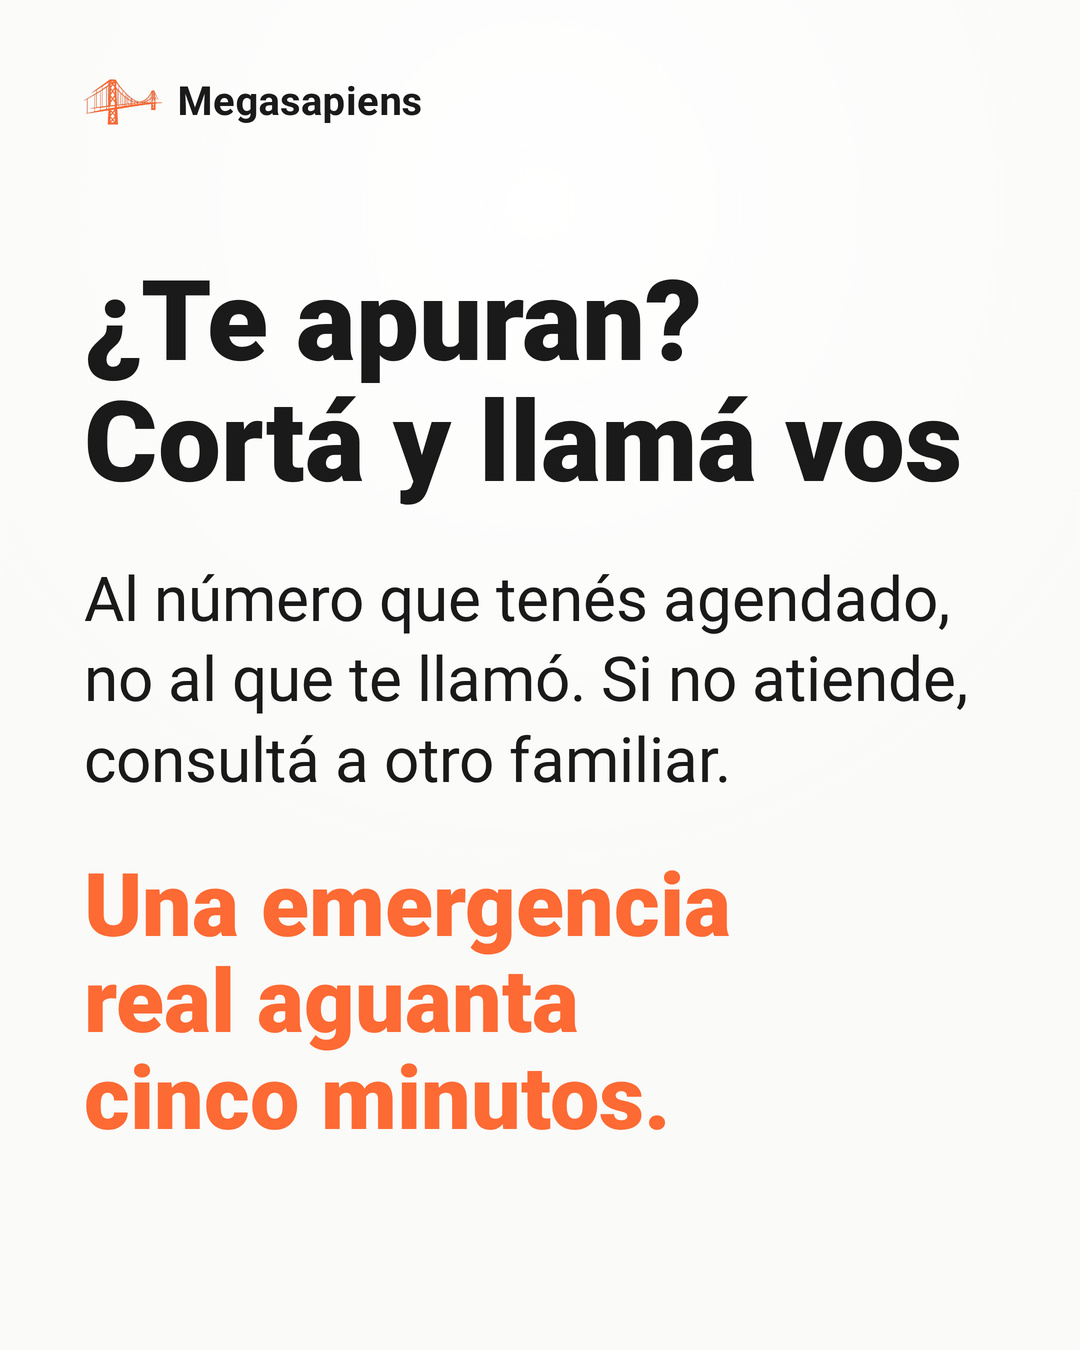 Megasapiens
¿Te apuran?
Cortá y llamá vos
Al número que tenés agendado,
no al que te llamó. Si no atiende,
consultá a otro familiar.
Una emergencia
real aguanta
cinco minutos.